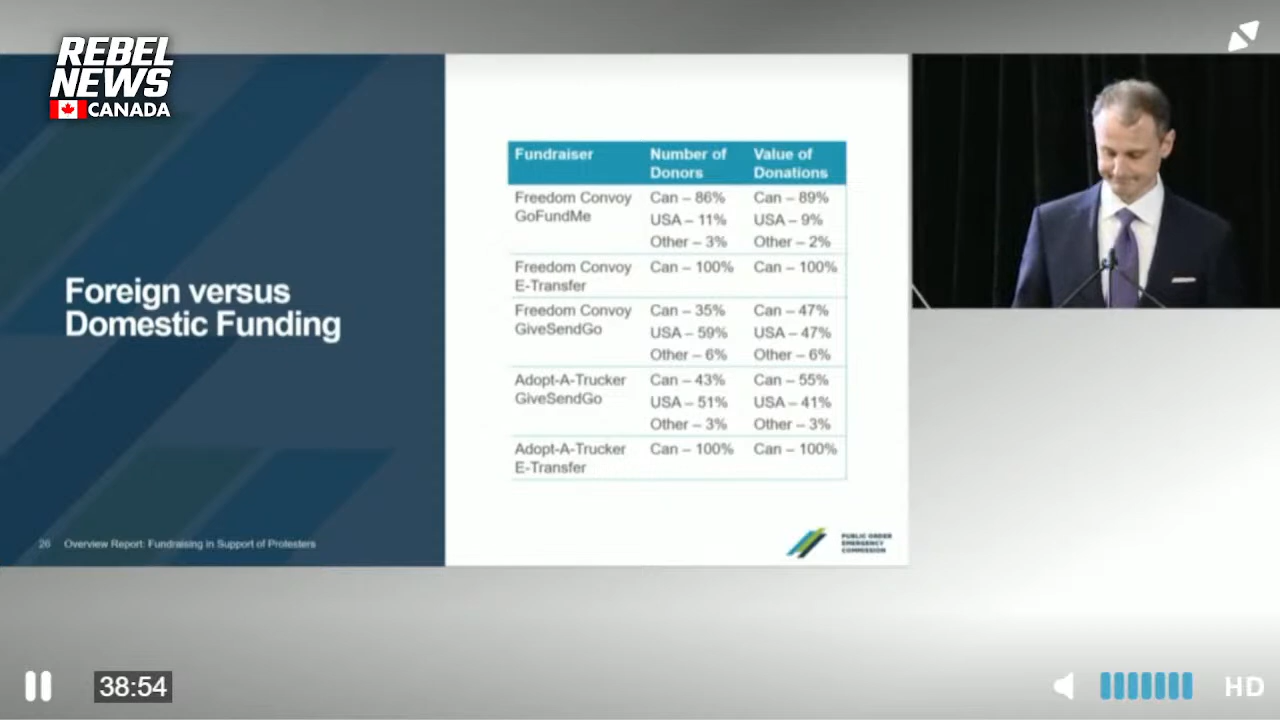 REBEL
NEWS
CANADA
Foreign versus
Domestic Funding
26 Overview Report: Fundraising in Support of Protesters
Fundraiser Number of Donors Value of Donations
Freedom Convoy GoFundMe Can – 86% Can – 89%
USA – 11% USA – 9%
Other – 3% Other – 2%
Freedom Convoy E-Transfer Can – 100% Can – 100%
Freedom Convoy GiveSendGo Can – 35% Can – 47%
USA – 59% USA – 47%
Other – 6% Other – 6%
Adopt-A-Trucker GiveSendGo Can – 43% Can – 55%
USA – 51% USA – 41%
Other – 3% Other – 3%
Adopt-A-Trucker E-Transfer Can – 100% Can – 100%
PUBLIC ORDER
EMERGENCY
COMMISSION
38:54
HD